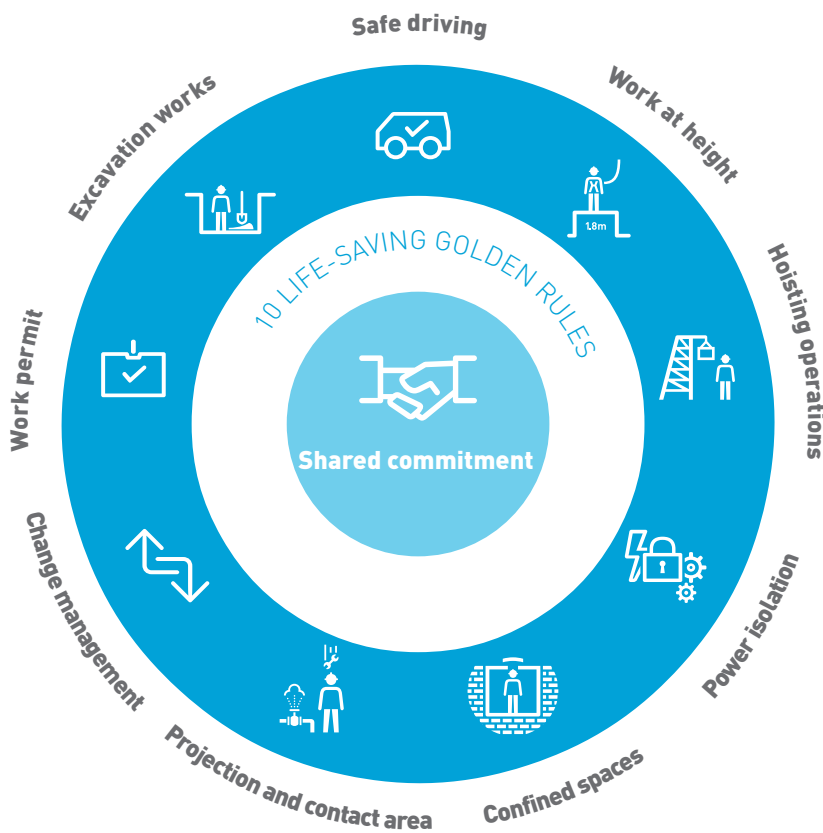 Safe driving
Work at height
Hoisting operations
Power isolation
Confined spaces
Projection and contact area
Change management
Work permit
Excavation works
1.8m
10 LIFE-SAVING GOLDEN RULES
Shared commitment